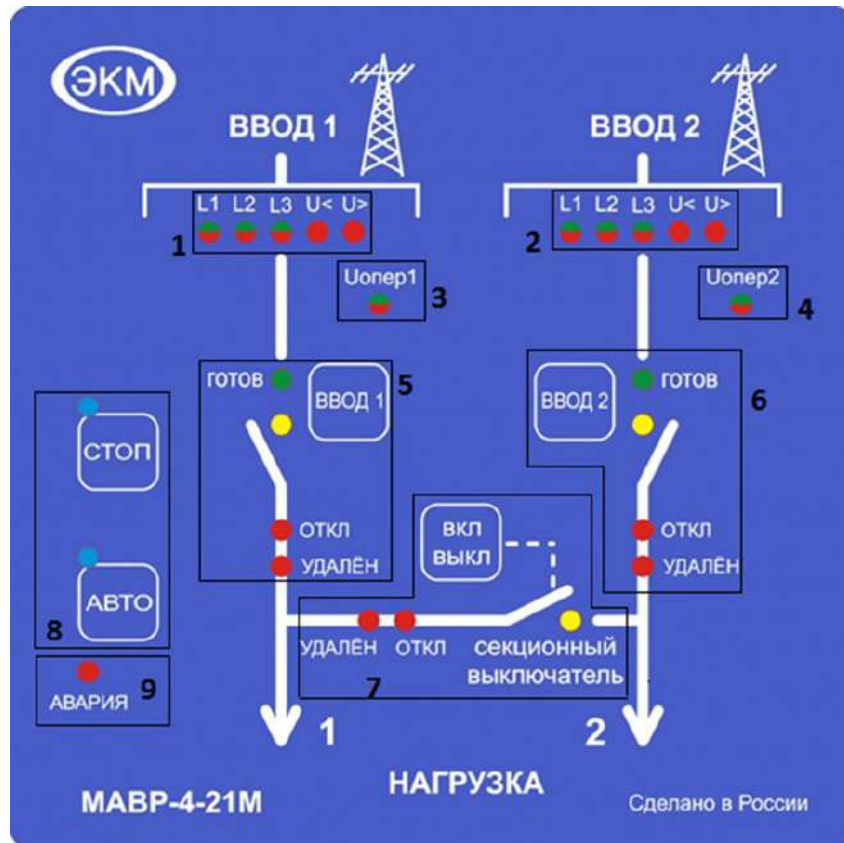 ЭКМ
ВВОД 1
ВВОД 2
L1 L2 L3 U< U>
L1 L2 L3 U< U>
1
2
Uопер1
3
Uопер2
4
ГОТОВ
ВВОД 1
5
ВВОД 2
ГОТОВ
6
СТОП
ОТКЛ
УДАЛЁН
ВКЛ
ВЫКЛ
ОТКЛ
УДАЛЁН
АВТО
8
УДАЛЁН ОТКЛ
СЕКЦИОННЫЙ
ВЫКЛЮЧАТЕЛЬ
7
АВАРИЯ
9
1
2
НАГРУЗКА
МАВР-4-21М
Сделано в России